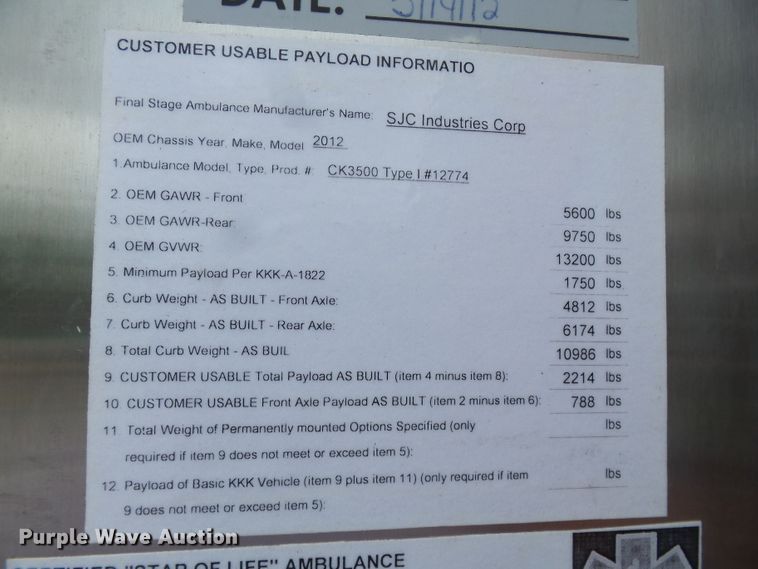 DATE: 5/14/12
CUSTOMER USABLE PAYLOAD INFORMATIO
Final Stage Ambulance Manufacturer's Name: SJC Industries Corp
OEM Chassis Year, Make, Model 2012
1. Ambulance Model, Type, Prod. # CK3500 Type I #12774
2. OEM GAWR - Front 5600 lbs
3. OEM GAWR-Rear: 9750 lbs
4. OEM GVWR: 13200 lbs
5. Minimum Payload Per KKK-A-1822 1750 lbs
6. Curb Weight - AS BUILT - Front Axle: 4812 lbs
7. Curb Weight - AS BUILT - Rear Axle: 6174 lbs
8. Total Curb Weight - AS BUIL 10986 lbs
9. CUSTOMER USABLE Total Payload AS BUILT (item 4 minus item 8): 2214 lbs
10. CUSTOMER USABLE Front Axle Payload AS BUILT (item 2 minus item 6): 788 lbs
11. Total Weight of Permanently mounted Options Specified (only lbs
required if item 9 does not meet or exceed item 5):
12. Payload of Basic KKK Vehicle (item 9 plus item 11) (only required if item lbs
9 does not meet or exceed item 5):
Purple Wave Auction
CERTIFIED "STAR OF LIFE" AMBULANCE